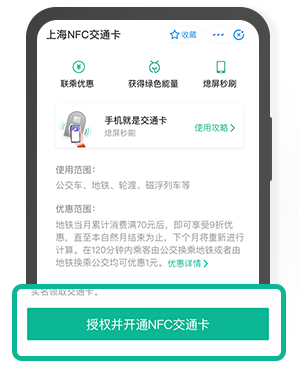 上海NFC交通卡
收藏
联乘优惠
获得绿色能量
熄屏秒刷
手机就是交通卡
熄屏秒刷
使用攻略 >
使用范围：
公交车、地铁、轮渡、磁浮列车等
优惠范围：
地铁当月累计消费满70元后，即可享受9折优
惠，直至本自然月结束为止，下个月将重新进行
计算。在120分钟内乘客由公交换乘地铁或者由
地铁换乘公交均可优惠1元。优惠详情 >
实名领取交通卡。
授权并开通NFC交通卡